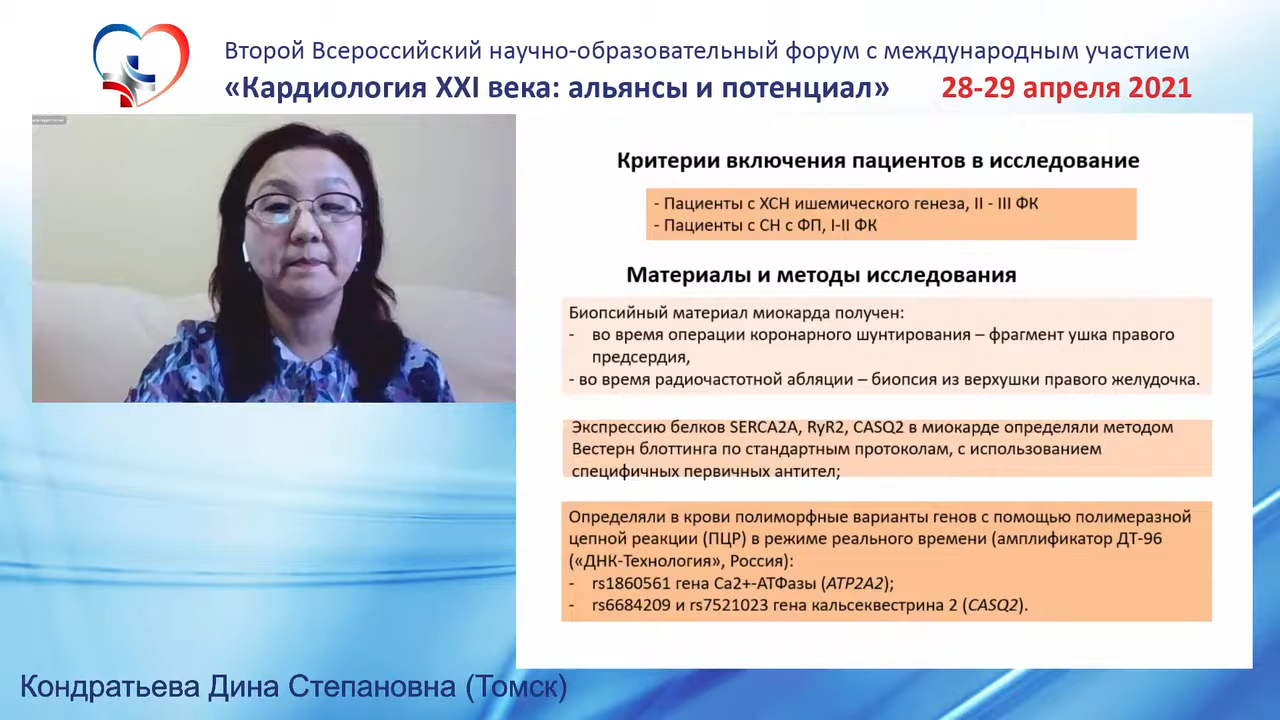 Второй Всероссийский научно-образовательный форум с международным участием
«Кардиология XXI века: альянсы и потенциал» 28-29 апреля 2021
Критерии включения пациентов в исследование
- Пациенты с ХСН ишемического генеза, II - III ФК
- Пациенты с СН с ФП, I-II ФК
Материалы и методы исследования
Биопсийный материал миокарда получен:
- во время операции коронарного шунтирования – фрагмент ушка правого
предсердия,
- во время радиочастотной абляции – биопсия из верхушки правого желудочка.
Экспрессию белков SERCA2A, RyR2, CASQ2 в миокарде определяли методом
Вестерн блоттинга по стандартным протоколам, с использованием
специфичных первичных антител;
Определяли в крови полиморфные варианты генов с помощью полимеразной
цепной реакции (ПЦР) в режиме реального времени (амплификатор ДТ-96
(«ДНК-Технология», Россия):
- rs1860561 гена Ca2+-АТФазы (ATP2A2);
- rs6684209 и rs7521023 гена кальсеквестрина 2 (CASQ2).
Кондратьева Дина Степановна (Томск)